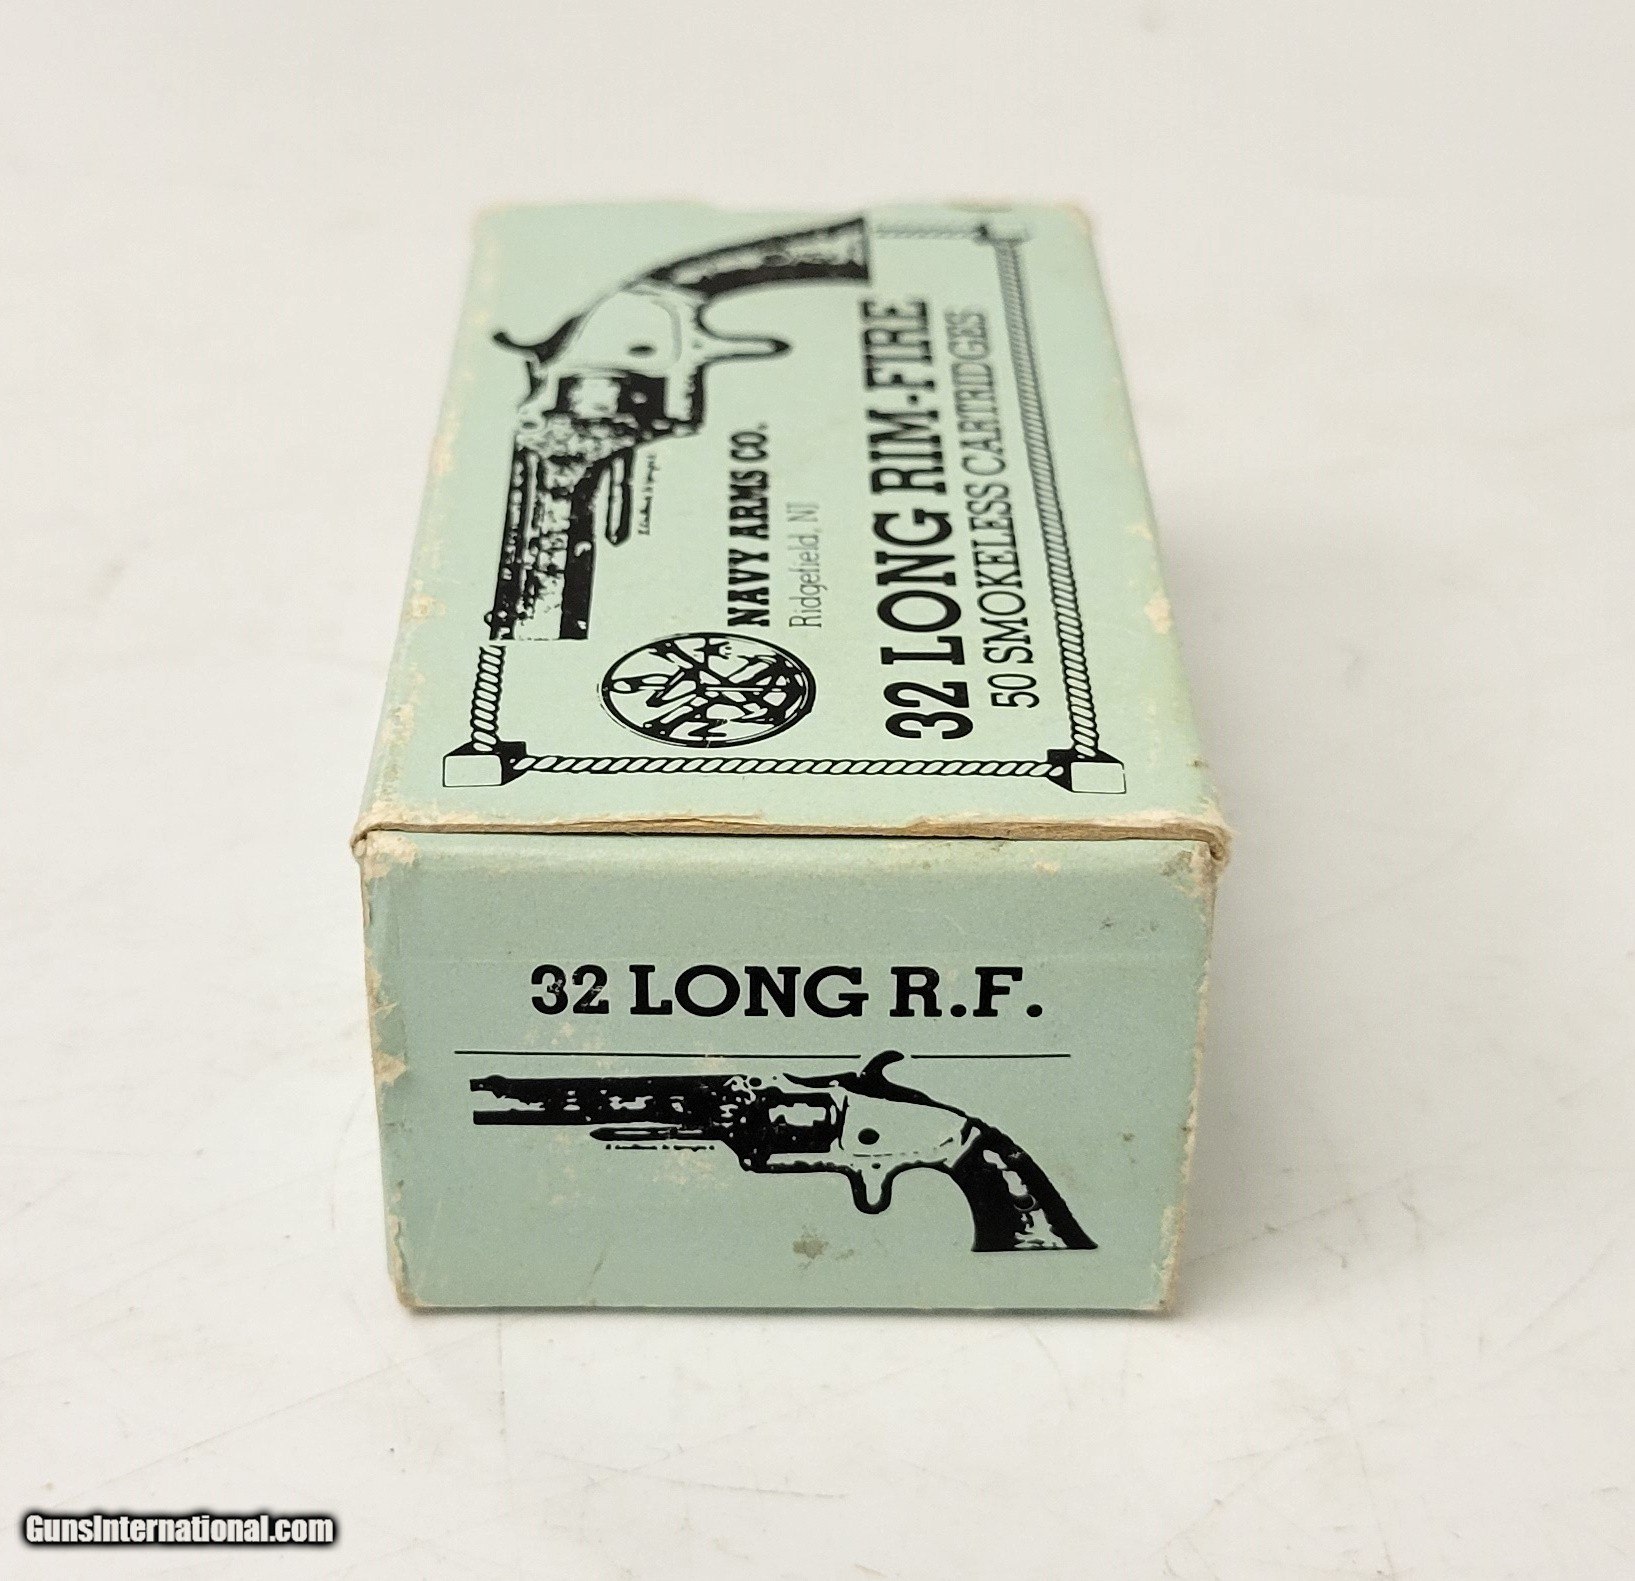 NAVY ARMS CO.
Ridgefield, NJ
32 LONG RIM-FIRE
50 SMOKELESS CARTRIDGES
32 LONG R.F.
GunsInternational.com